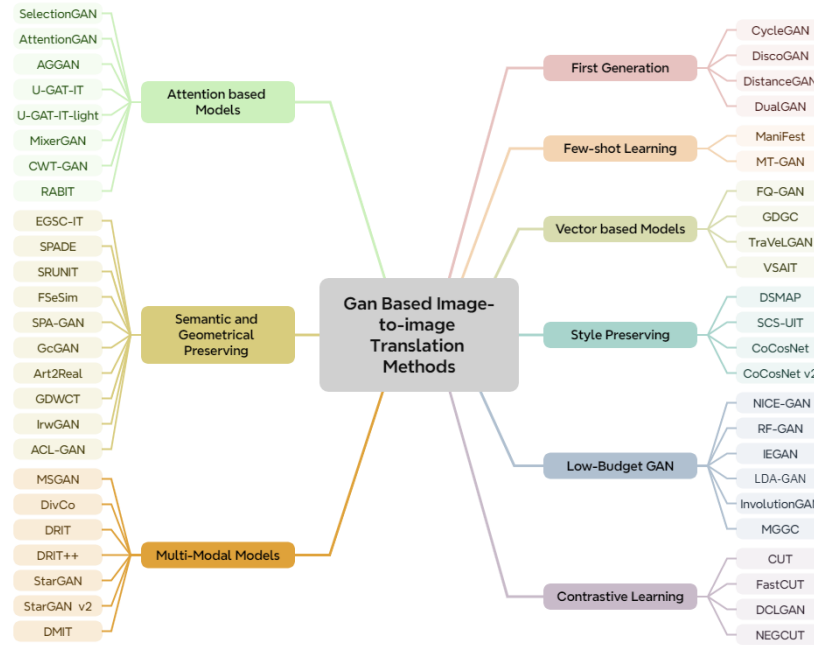 Gan Based Image-
to-image
Translation
Methods
Attention based
Models
SelectionGAN
AttentionGAN
AGGAN
U-GAT-IT
U-GAT-IT-light
MixerGAN
CWT-GAN
RABIT
Semantic and
Geometrical
Preserving
EGSC-IT
SPADE
SRUNIT
FSeSim
SPA-GAN
GcGAN
Art2Real
GDWCT
IrwGAN
ACL-GAN
Multi-Modal Models
MSGAN
DivCo
DRIT
DRIT++
StarGAN
StarGAN v2
DMIT
First Generation
CycleGAN
DiscoGAN
DistanceGAN
DualGAN
Few-shot Learning
ManiFest
MT-GAN
Vector based Models
FQ-GAN
GDGC
TraVeLGAN
VSAIT
Style Preserving
DSMAP
SCS-UIT
CoCosNet
CoCosNet v2
Low-Budget GAN
NICE-GAN
RF-GAN
IEGAN
LDA-GAN
InvolutionGAN
MGGC
Contrastive Learning
CUT
FastCUT
DCLGAN
NEGCUT